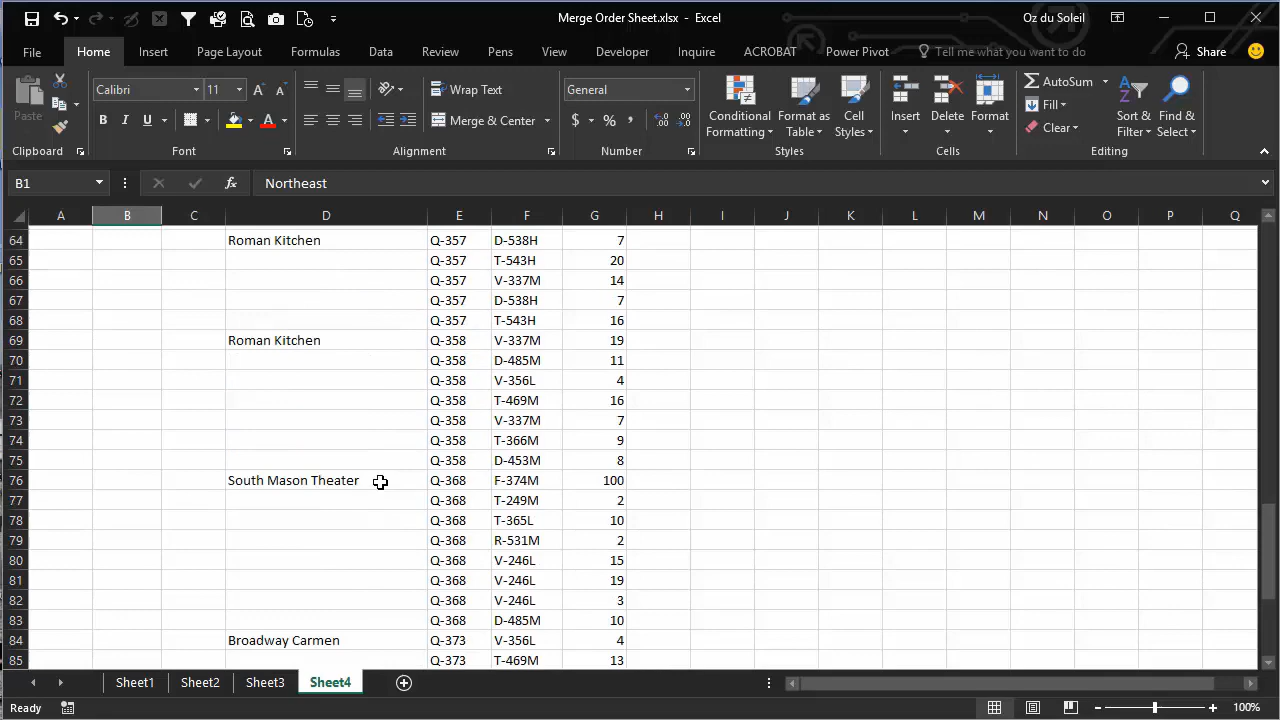 Merge Order Sheet.xlsx - Excel
Oz du Soleil
File Home Insert Page Layout Formulas Data Review Pens View Developer Inquire ACROBAT Power Pivot Tell me what you want to do Share
Paste
Calibri 11
Wrap Text
General
AutoSum
Fill
B I U A
Merge & Center
$ % ,
Conditional Formatting
Format as Table
Cell Styles
Insert Delete Format
Clear
Sort & Filter
Find & Select
Clipboard Font Alignment Number Styles Cells Editing
B1 fx Northeast
A B C D E F G H I J K L M N O P Q
64 Roman Kitchen Q-357 D-538H 7
65 Q-357 T-543H 20
66 Q-357 V-337M 14
67 Q-357 D-538H 7
68 Q-357 T-543H 16
69 Roman Kitchen Q-358 V-337M 19
70 Q-358 D-485M 11
71 Q-358 V-356L 4
72 Q-358 T-469M 16
73 Q-358 V-337M 7
74 Q-358 T-366M 9
75 Q-358 D-453M 8
76 South Mason Theater Q-368 F-374M 100
77 Q-368 T-249M 2
78 Q-368 T-365L 10
79 Q-368 R-531M 2
80 Q-368 V-246L 15
81 Q-368 V-246L 19
82 Q-368 V-246L 3
83 Q-368 D-485M 10
84 Broadway Carmen Q-373 V-356L 4
85 Q-373 T-469M 13
Sheet1 Sheet2 Sheet3 Sheet4
Ready 100%